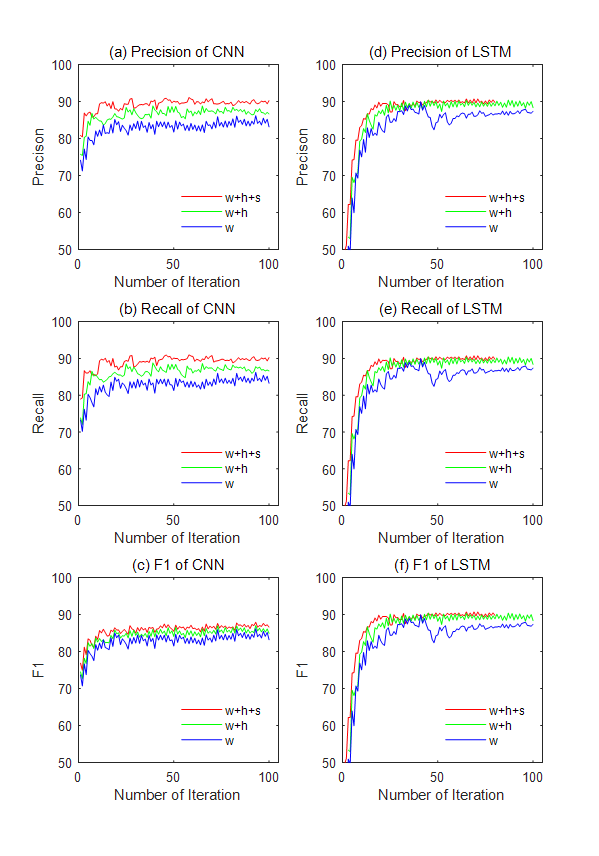 (a) Precision of CNN
100
90
80
70
60
50
Precison
w+h+s
w+h
w
0 50 100
Number of Iteration
(d) Precision of LSTM
100
90
80
70
60
50
Precison
w+h+s
w+h
w
0 50 100
Number of Iteration
(b) Recall of CNN
100
90
80
70
60
50
Recall
w+h+s
w+h
w
0 50 100
Number of Iteration
(e) Recall of LSTM
100
90
80
70
60
50
Recall
w+h+s
w+h
w
0 50 100
Number of Iteration
(c) F1 of CNN
100
90
80
70
60
50
F1
w+h+s
w+h
w
0 50 100
Number of Iteration
(f) F1 of LSTM
100
90
80
70
60
50
F1
w+h+s
w+h
w
0 50 100
Number of Iteration